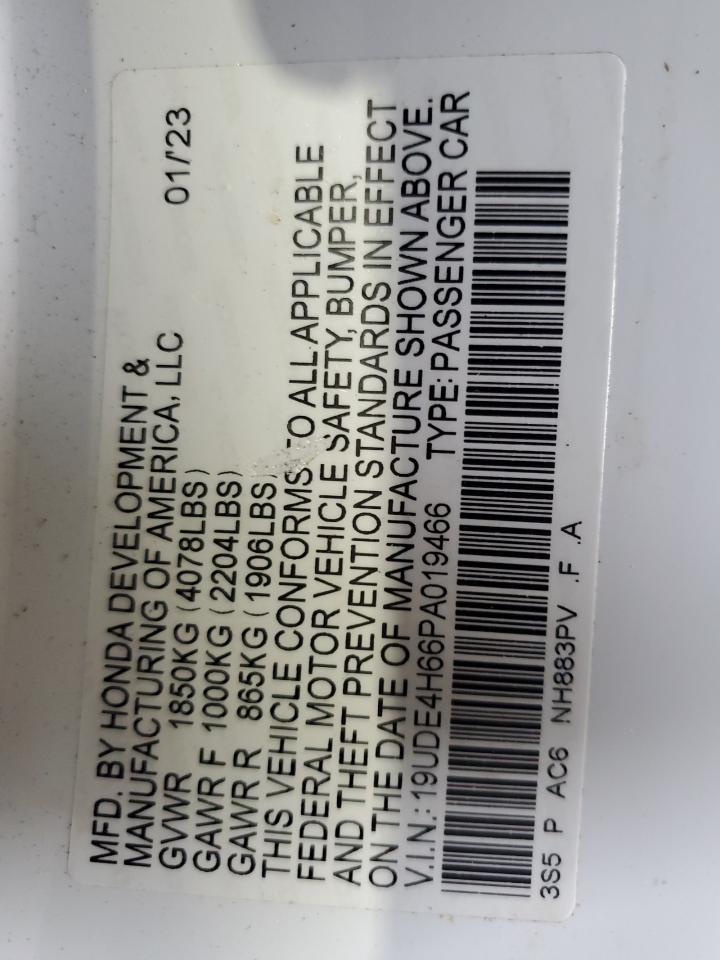 MFD. BY HONDA DEVELOPMENT &
MANUFACTURING OF AMERICA, LLC 01/'23
GVWR 1850KG (4078LBS)
GAWR F 1000KG (2204LBS)
GAWR R 865KG (1906LBS)
THIS VEHICLE CONFORMS TO ALL APPLICABLE
FEDERAL MOTOR VEHICLE SAFETY, BUMPER,
AND THEFT PREVENTION STANDARDS IN EFFECT
ON THE DATE OF MANUFACTURE SHOWN ABOVE.
V.I.N.: 19UDE4H66PA019466 TYPE: PASSENGER CAR
3S5 P AC6 NH883PV .F .A